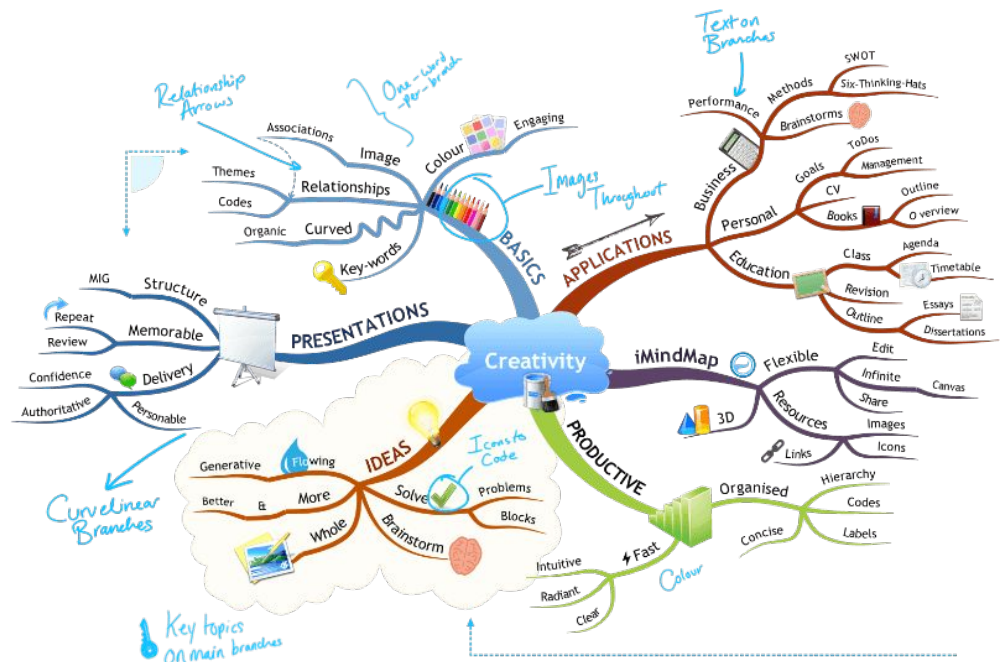 Text on
Branches
One-word
-per-branch
Relationship
Arrows
Associations
Image
Themes
Relationships
Codes
Organic
Curved
Key-words
Colour
Engaging
Images
Throughout
BASICS
APPLICATIONS
Business
Performance
Methods
SWOT
Six-Thinking-Hats
Brainstorms
Personal
Goals
ToDos
Management
CV
Books
Outline
Overview
Education
Class
Agenda
Timetable
Revision
Outline
Essays
Dissertations
PRESENTATIONS
MIG
Structure
Repeat
Memorable
Review
Confidence
Delivery
Authoritative
Personable
Curvelinear
Branches
Creativity
iMindMap
Flexible
Edit
Infinite
Canvas
Share
3D
Resources
Images
Links
Icons
IDEAS
Generative
Flowing
Better
&
More
Whole
Solve
Problems
Blocks
Brainstorm
Icons to
Code
PRODUCTIVE
Organised
Hierarchy
Codes
Concise
Labels
Fast
Intuitive
Radiant
Clear
Colour
Key topics
on main branches